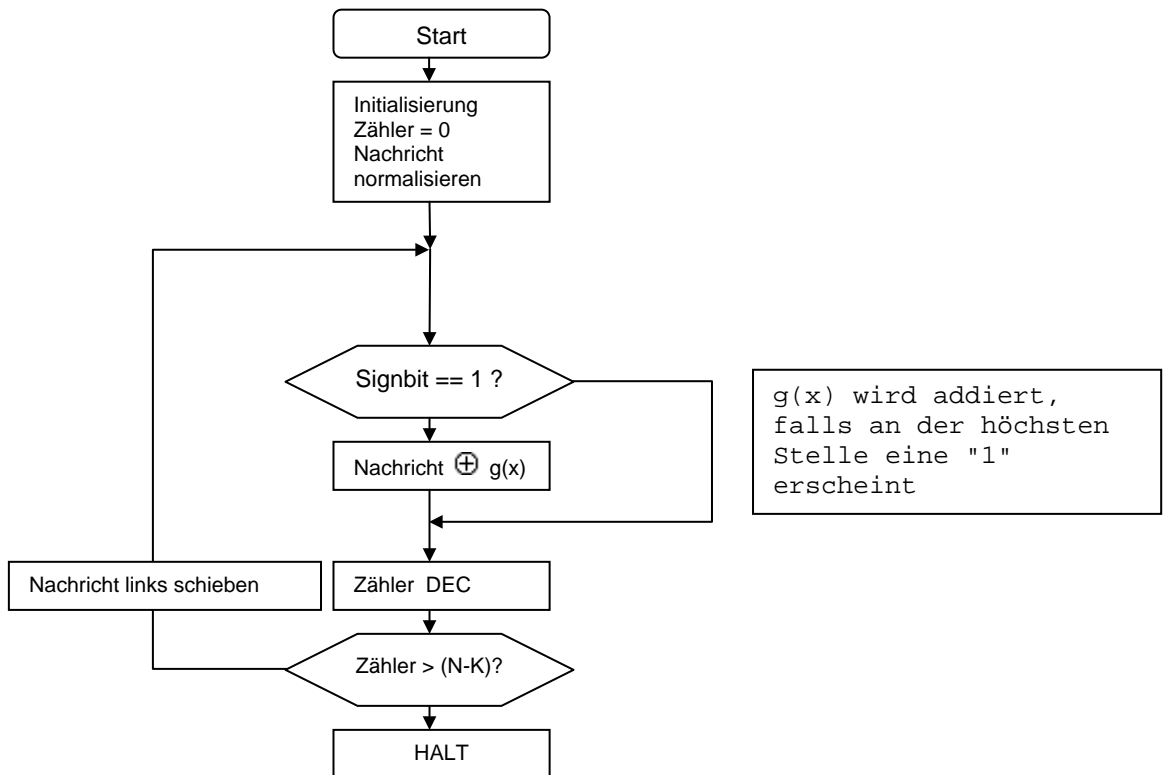 Start
Initialisierung
Zähler = 0
Nachricht
normalisieren
Signbit == 1 ?
g(x) wird addiert,
falls an der höchsten
Stelle eine "1"
erscheint
Nachricht ⊕ g(x)
Nachricht links schieben
Zähler DEC
Zähler > (N-K)?
HALT